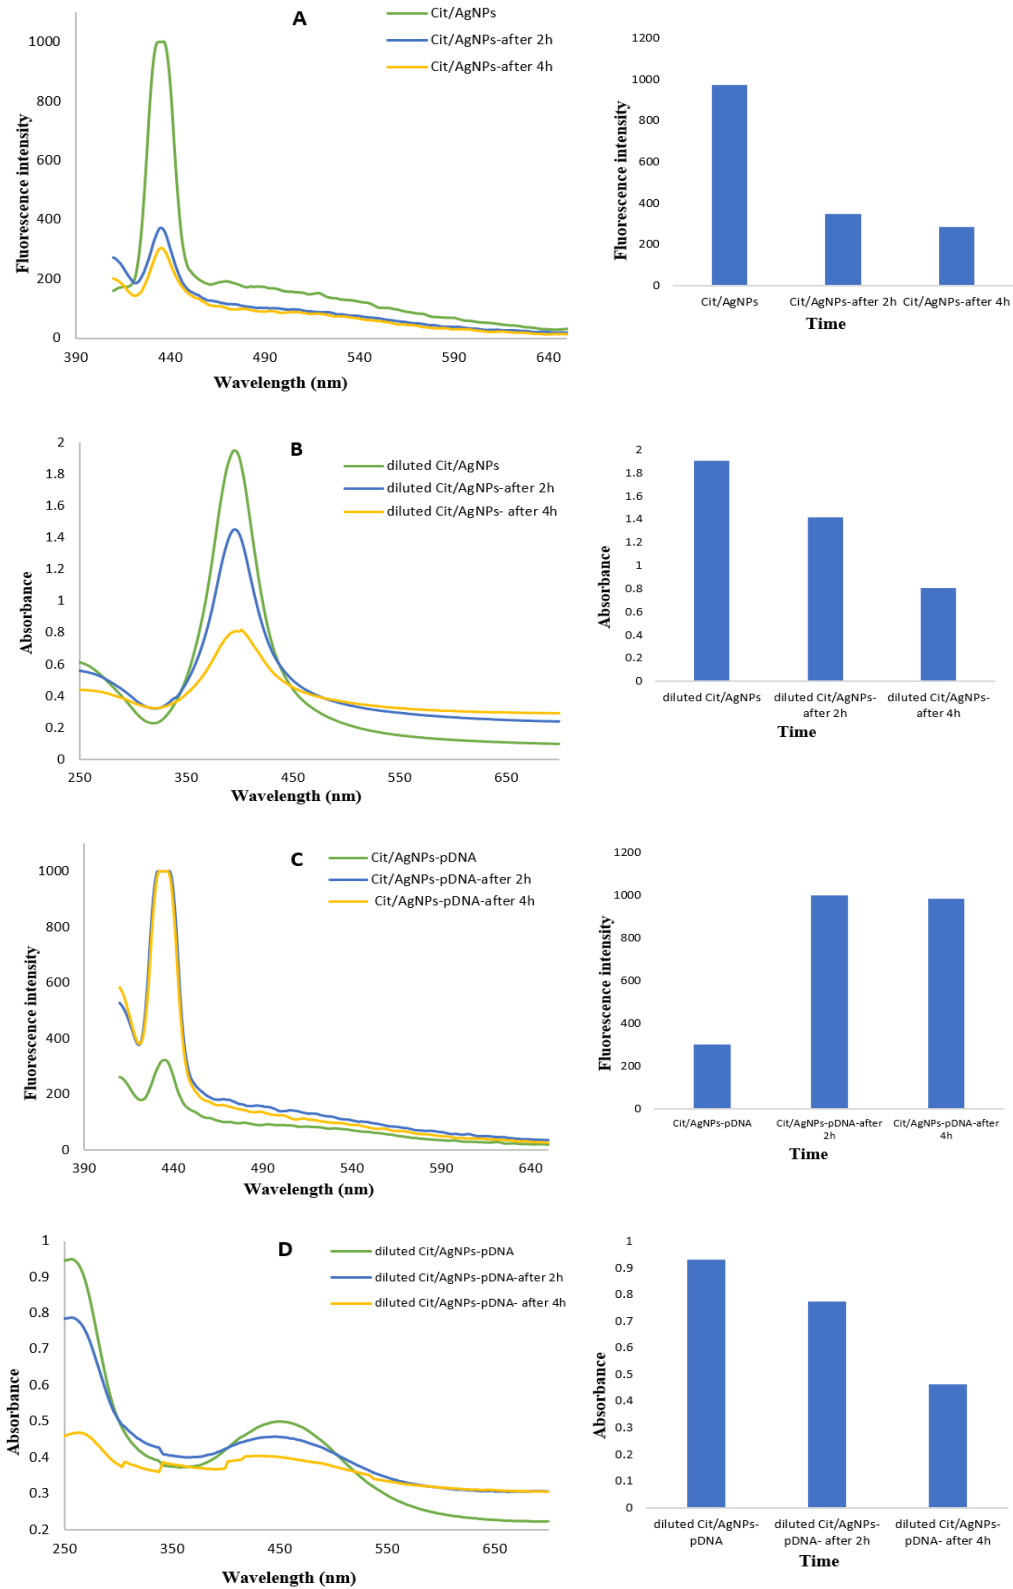 A
Cit/AgNPs
Cit/AgNPs-after 2h
Cit/AgNPs-after 4h
1000
800
600
400
200
0
390 440 490 540 590 640
Fluorescence intensity
Wavelength (nm)
1200
1000
800
600
400
200
0
Fluorescence intensity
Cit/AgNPs Cit/AgNPs-after 2h Cit/AgNPs-after 4h
Time
B
diluted Cit/AgNPs
diluted Cit/AgNPs-after 2h
diluted Cit/AgNPs- after 4h
2
1.8
1.6
1.4
1.2
1
0.8
0.6
0.4
0.2
0
250 350 450 550 650
Absorbance
Wavelength (nm)
2
1.8
1.6
1.4
1.2
1
0.8
0.6
0.4
0.2
0
Absorbance
diluted Cit/AgNPs diluted Cit/AgNPs- diluted Cit/AgNPs-
after 2h after 4h
Time
C
Cit/AgNPs-pDNA
Cit/AgNPs-pDNA-after 2h
Cit/AgNPs-pDNA-after 4h
1000
800
600
400
200
0
390 440 490 540 590 640
Fluorescence intensity
Wavelength (nm)
1200
1000
800
600
400
200
0
Fluorescence intensity
Cit/AgNPs-pDNA Cit/AgNPs-pDNA-after Cit/AgNPs-pDNA-after
2h 4h
Time
D
diluted Cit/AgNPs-pDNA
diluted Cit/AgNPs-pDNA-after 2h
diluted Cit/AgNPs-pDNA- after 4h
1
0.9
0.8
0.7
0.6
0.5
0.4
0.3
0.2
250 350 450 550 650
Absorbance
Wavelength (nm)
1
0.9
0.8
0.7
0.6
0.5
0.4
0.3
0.2
0.1
0
Absorbance
diluted Cit/AgNPs- diluted Cit/AgNPs- diluted Cit/AgNPs-
pDNA pDNA- after 2h pDNA- after 4h
Time